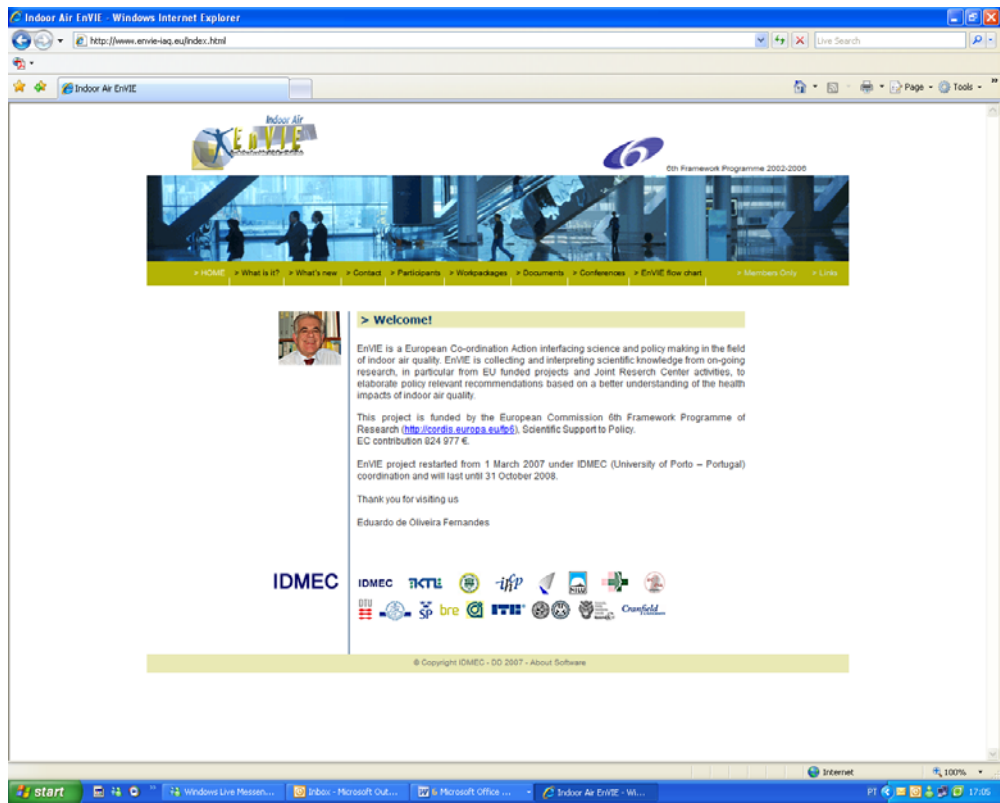 Indoor Air EnVIE - Windows Internet Explorer
http://www.envie-iaq.eu/index.html
Live Search
Indoor Air EnVIE
Page
Tools
Indoor Air
EnVIE
6th Framework Programme 2002-2006
> HOME > What is it? > What's new > Contact > Participants > Workpackages > Documents > Conferences > EnVIE flow chart > Members Only > Links
> Welcome!
EnVIE is a European Co-ordination Action interfacing science and policy making in the field
of indoor air quality. EnVIE is collecting and interpreting scientific knowledge from on-going
research, in particular from EU funded projects and Joint Reserch Center activities, to
elaborate policy relevant recommendations based on a better understanding of the health
impacts of indoor air quality.
This project is funded by the European Commission 6th Framework Programme of
Research (http://cordis.europa.eu/fp6), Scientific Support to Policy.
EC contribution 824 977 €.
EnVIE project restarted from 1 March 2007 under IDMEC (University of Porto – Portugal)
coordination and will last until 31 October 2008.
Thank you for visiting us
Eduardo de Oliveira Fernandes
IDMEC
IDMEC KTL
DTU SP bre Cranfield
© Copyright IDMEC - DD 2007 - About Software
Internet 100%
start Windows Live Messen... Inbox - Microsoft Out... 6 Microsoft Office ... Indoor Air EnVIE - Wi... PT 17:05